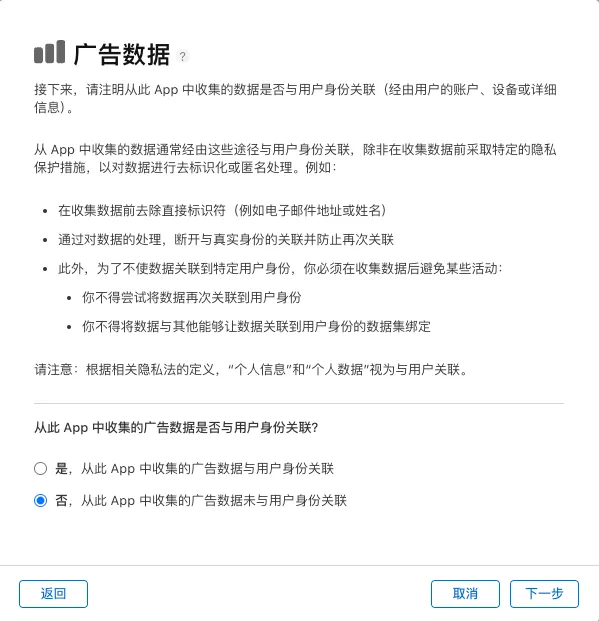 广告数据 ?
接下来，请注明从此 App 中收集的数据是否与用户身份关联（经由用户的账户、设备或详细
信息）。
从 App 中收集的数据通常经由这些途径与用户身份关联，除非在收集数据前采取特定的隐私
保护措施，以对数据进行去标识化或匿名处理。例如：
• 在收集数据前去除直接标识符（例如电子邮件地址或姓名）
• 通过对数据的处理，断开与真实身份的关联并防止再次关联
• 此外，为了不使数据关联到特定用户身份，你必须在收集数据后避免某些活动：
• 你不得尝试将数据再次关联到用户身份
• 你不得将数据与其他能够让数据关联到用户身份的数据集绑定
请注意：根据相关隐私法的定义，“个人信息”和“个人数据”视为与用户关联。
从此 App 中收集的广告数据是否与用户身份关联？
是，从此 App 中收集的广告数据与用户身份关联
否，从此 App 中收集的广告数据未与用户身份关联
返回 取消 下一步